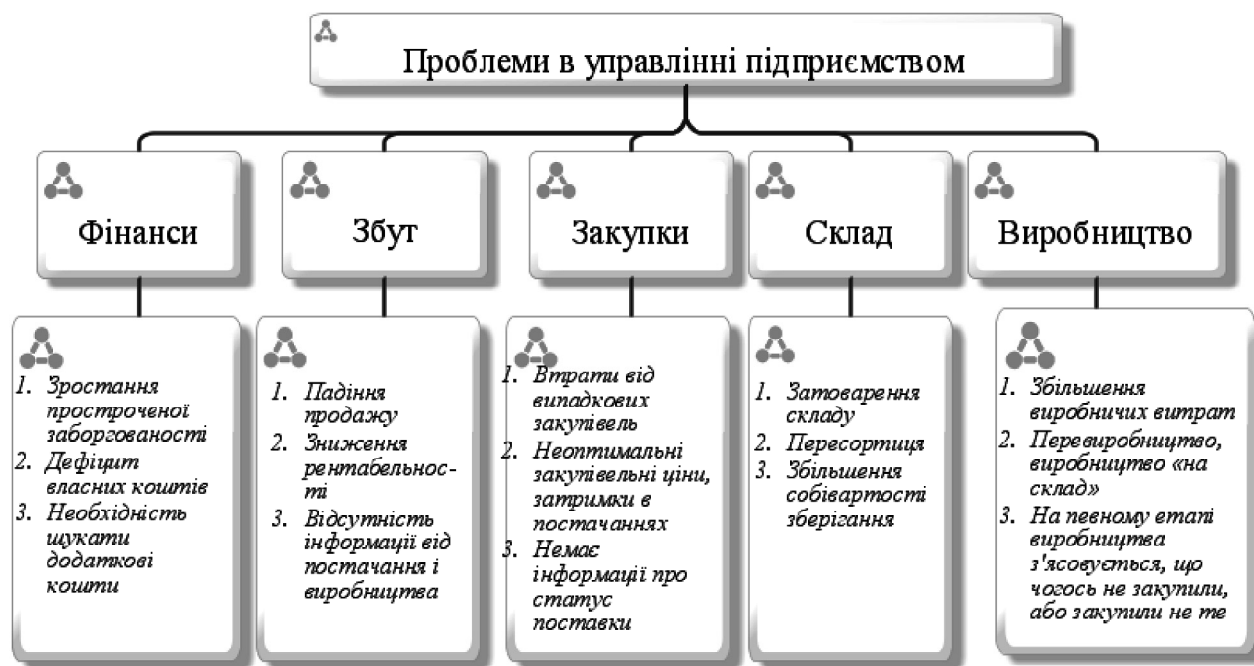 Проблеми в управлінні підприємством
Фінанси
Збут
Закупки
Склад
Виробництво
1. Зростання
простроченої
заборгованості
2. Дефіцит
власних коштів
3. Необхідність
щукати
додаткові
кошти
1. Падіння
продажу
2. Зниження
рентабельнос-
ті
3. Відсутність
інформації від
постачання і
виробництва
1. Втрати від
випадкових
закупівель
2. Неоптимальні
закупівельні ціни,
затримки в
постачаннях
3. Немає
інформації про
статус
поставки
1. Затоварення
складу
2. Пересортиця
3. Збільшення
собівартості
зберігання
1. Збільшення
виробничих витрат
2. Перевиробництво,
виробництво «на
склад»
3. На певному етапі
виробництва
з'ясовується, що
чогось не закупили,
або закупили не те